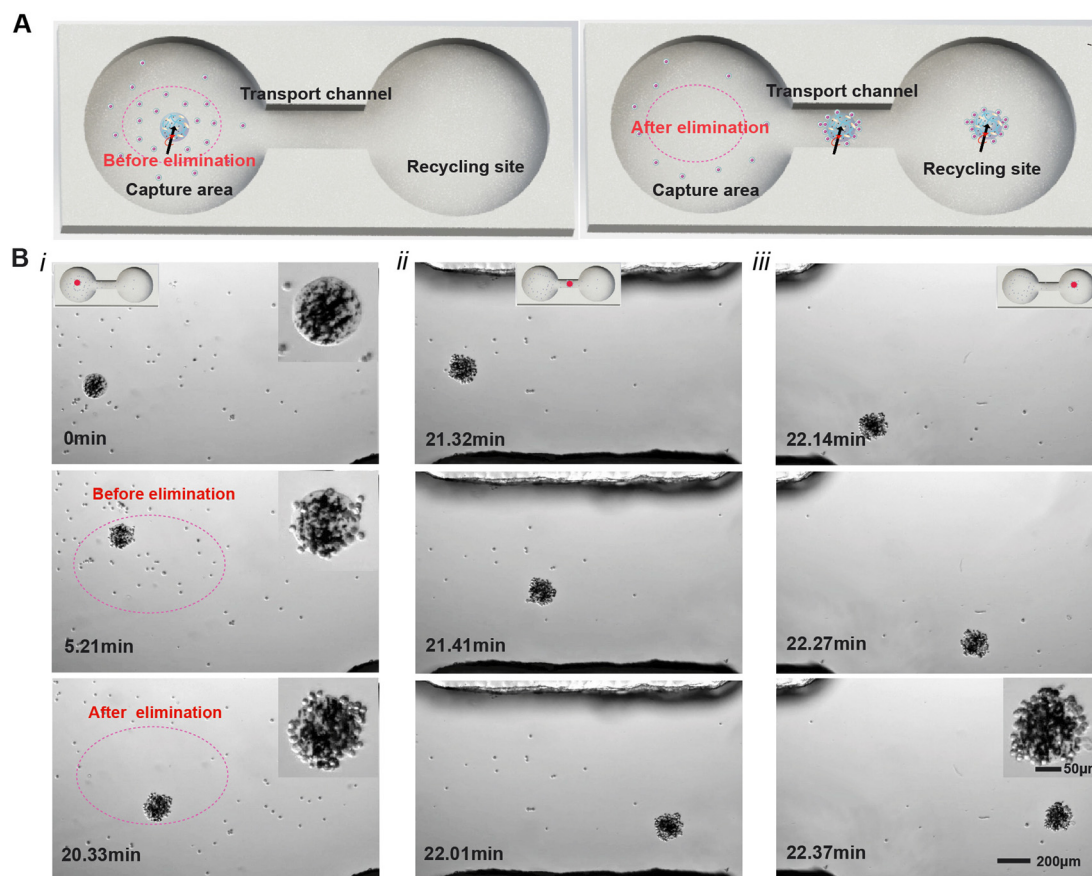 A
Transport channel
Before elimination
Capture area
Recycling site
Transport channel
After elimination
Capture area
Recycling site
B
i
0min
Before elimination
5.21min
After elimination
20.33min
ii
21.32min
21.41min
22.01min
iii
22.14min
22.27min
50μm
22.37min
200μm